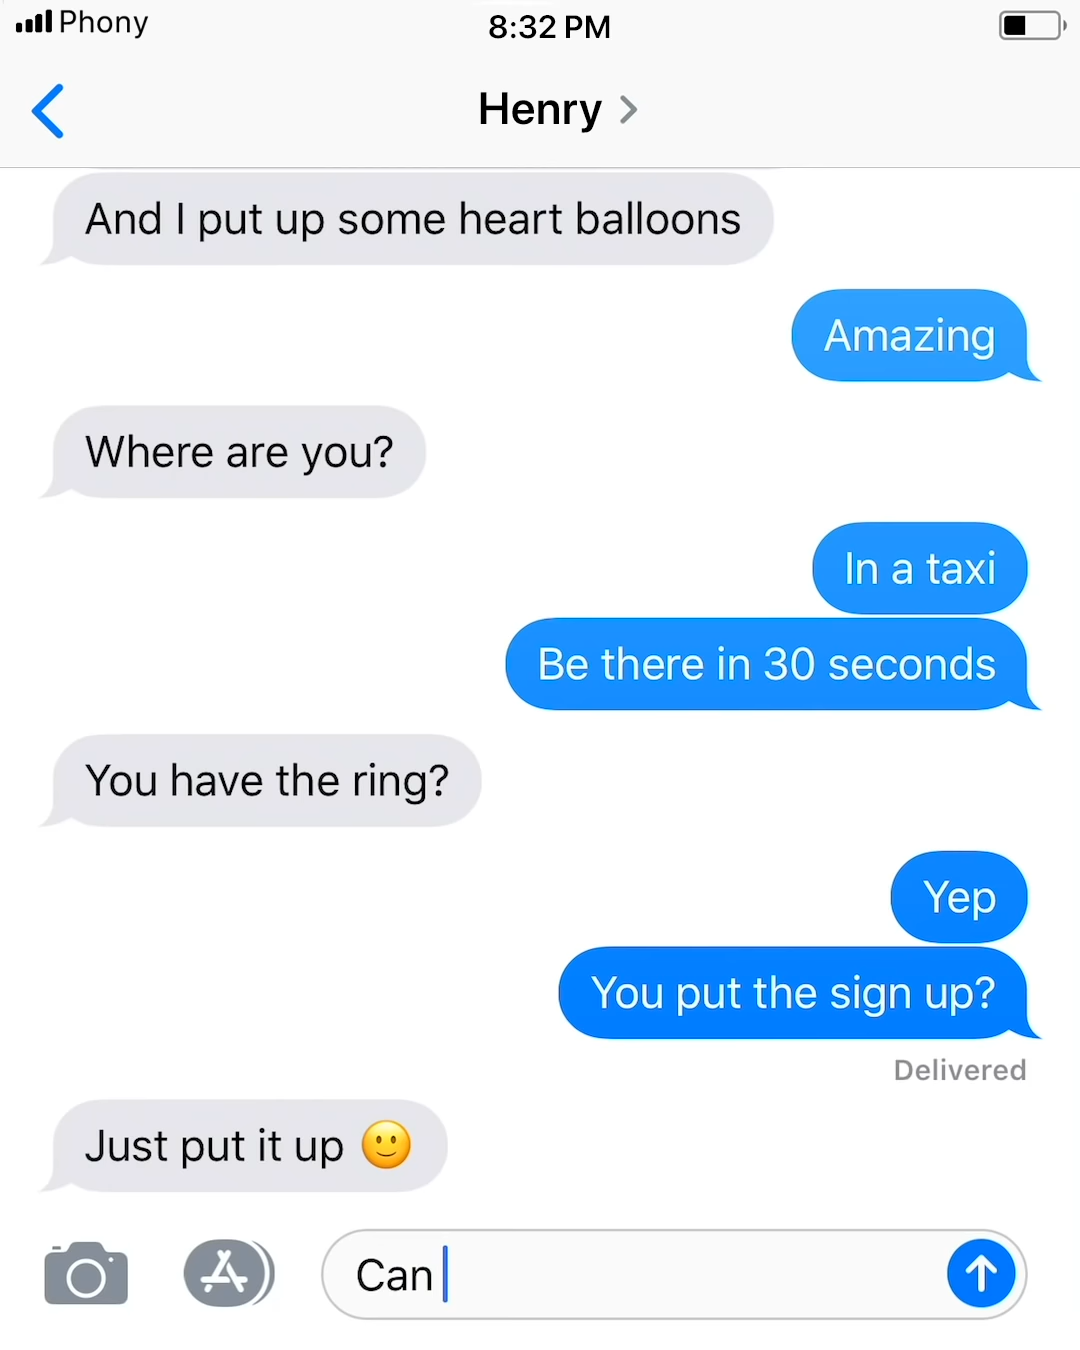 Phony
8:32 PM
Henry
And I put up some heart balloons
Amazing
Where are you?
In a taxi
Be there in 30 seconds
You have the ring?
Yep
You put the sign up?
Delivered
Just put it up 🙂
Can